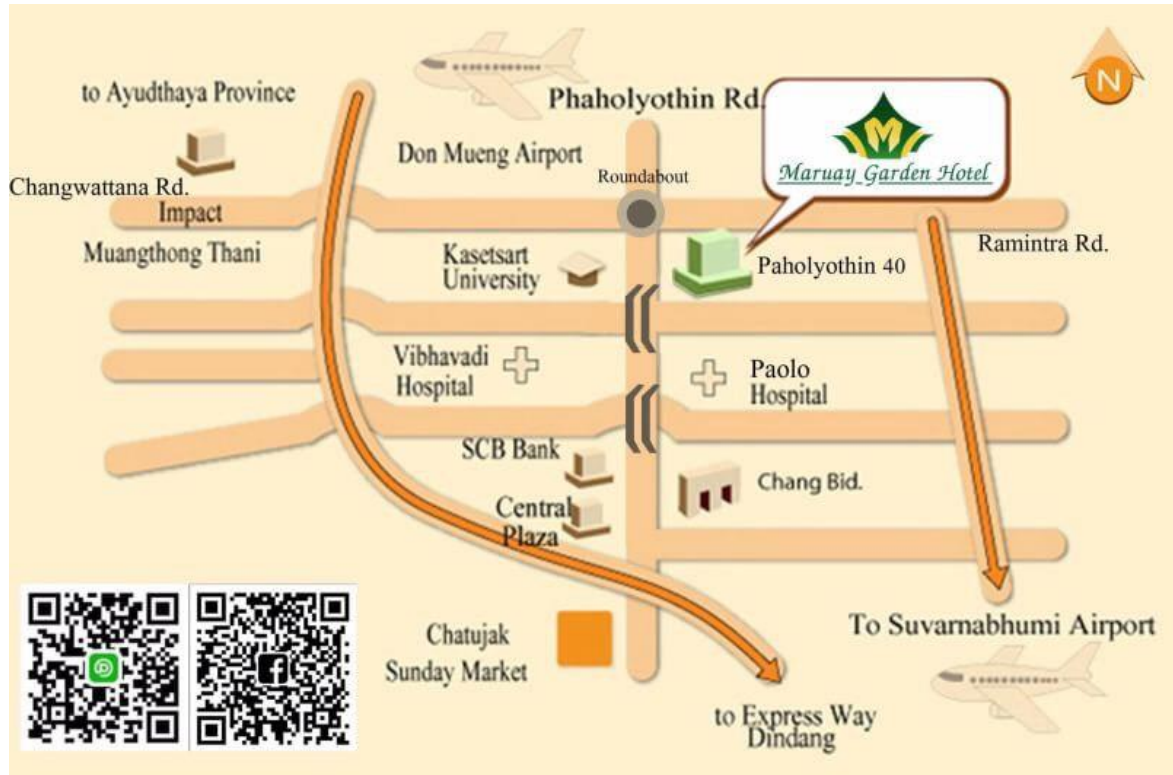 to Ayudthaya Province
Phaholyothin Rd.
N
M
Maruay Garden Hotel
Don Mueng Airport
Changwattana Rd.
Roundabout
Impact
Muangthong Thani
Kasetsart
University
Ramintra Rd.
Paholyothin 40
Vibhavadi
Hospital
Paolo
Hospital
SCB Bank
Chang Bid.
Central
Plaza
Chatujak
Sunday Market
To Suvarnabhumi Airport
to Express Way
Dindang